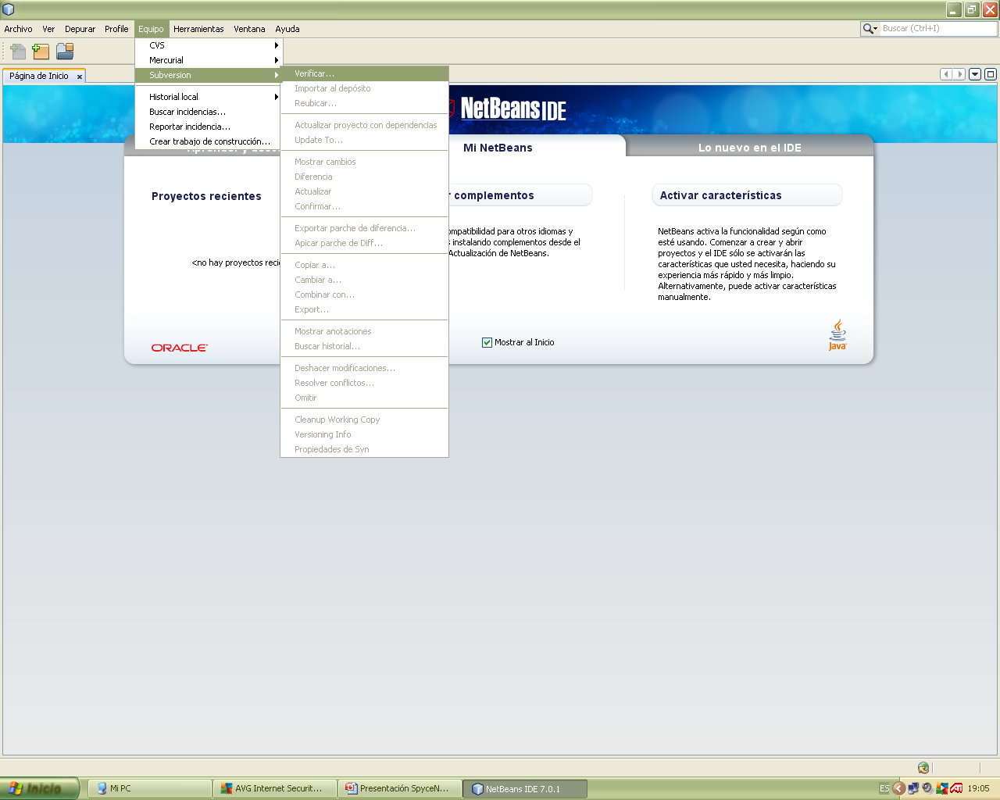 Archivo Ver Depurar Profile Equipo Herramientas Ventana Ayuda
Buscar (Ctrl+I)
CVS
Mercurial
Subversion
Historial local
Buscar incidencias...
Reportar incidencia...
Crear trabajo de construcción...
Verificar...
Importar al depósito
Reubicar...
Actualizar proyecto con dependencias
Update To...
Mostrar cambios
Diferencia
Actualizar
Confirmar...
Exportar parche de diferencia...
Apicar parche de Diff...
Copiar a...
Cambiar a...
Combinar con...
Export...
Mostrar anotaciones
Buscar historial...
Deshacer modificaciones...
Resolver conflictos...
Omitir
Cleanup Working Copy
Versioning Info
Propiedades de Svn
Página de Inicio
NetBeans IDE
Mi NetBeans
Lo nuevo en el IDE
Proyectos recientes
<no hay proyectos
complementos
para otros idiomas y
instalando complementos desde el
Actualización de NetBeans.
Activar características
NetBeans activa la funcionalidad según como
esté usando. Comenzar a crear y abrir
proyectos y el IDE sólo se activarán las
características que usted necesita, haciendo su
experiencia más rápido y más limpio.
Alternativamente, puede activar características
manualmente.
ORACLE
Mostrar al Inicio
Java
Inicio
Mi PC
AVG Internet Securit...
Presentación SpyceN...
NetBeans IDE 7.0.1
ES
19:05